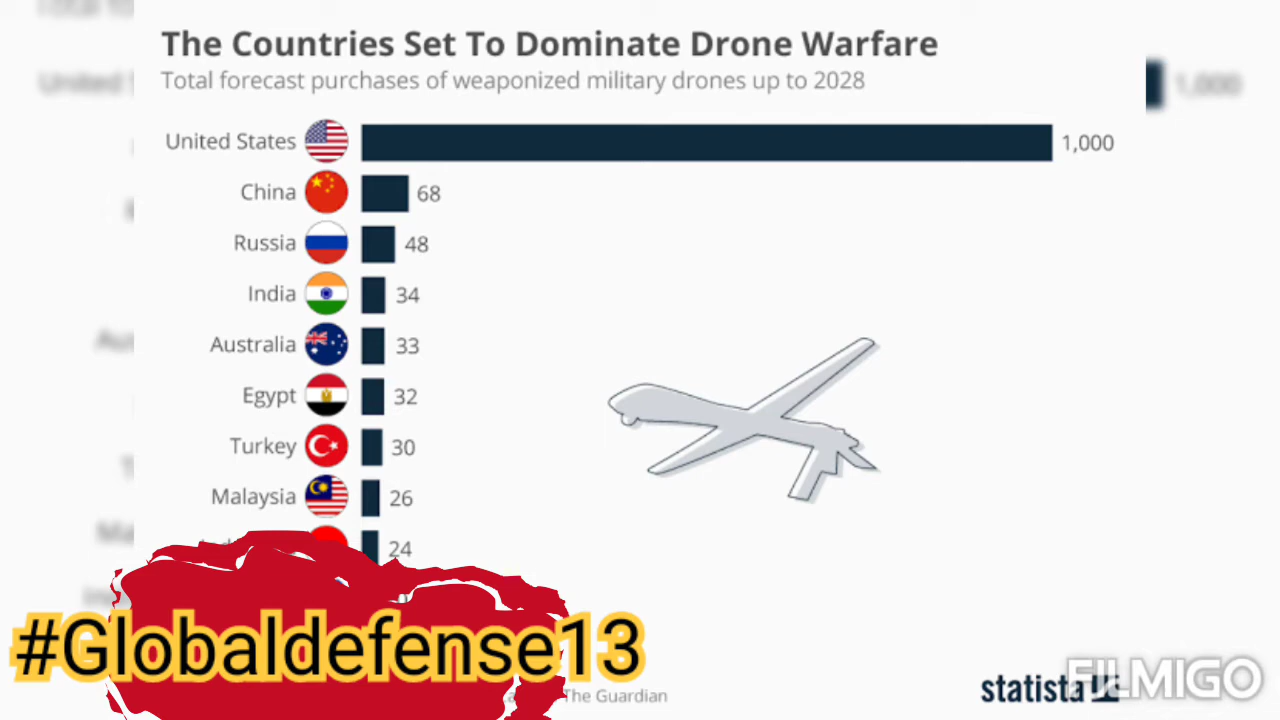 The Countries Set To Dominate Drone Warfare
Total forecast purchases of weaponized military drones up to 2028
United States 1,000
China 68
Russia 48
India 34
Australia 33
Egypt 32
Turkey 30
Malaysia 26
24
#Globaldefense13
The Guardian
statista
FILMIGO
1,000